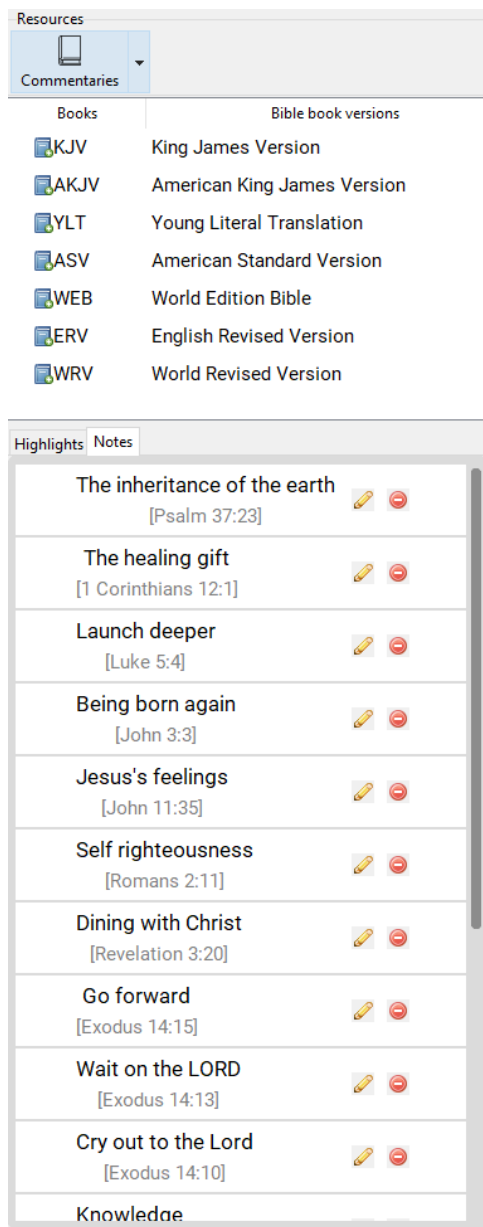 Resources
Commentaries
Books Bible book versions
KJV King James Version
AKJV American King James Version
YLT Young Literal Translation
ASV American Standard Version
WEB World Edition Bible
ERV English Revised Version
WRV World Revised Version
Highlights Notes
The inheritance of the earth
[Psalm 37:23]
The healing gift
[1 Corinthians 12:1]
Launch deeper
[Luke 5:4]
Being born again
[John 3:3]
Jesus's feelings
[John 11:35]
Self righteousness
[Romans 2:11]
Dining with Christ
[Revelation 3:20]
Go forward
[Exodus 14:15]
Wait on the LORD
[Exodus 14:13]
Cry out to the Lord
[Exodus 14:10]
Knowledge